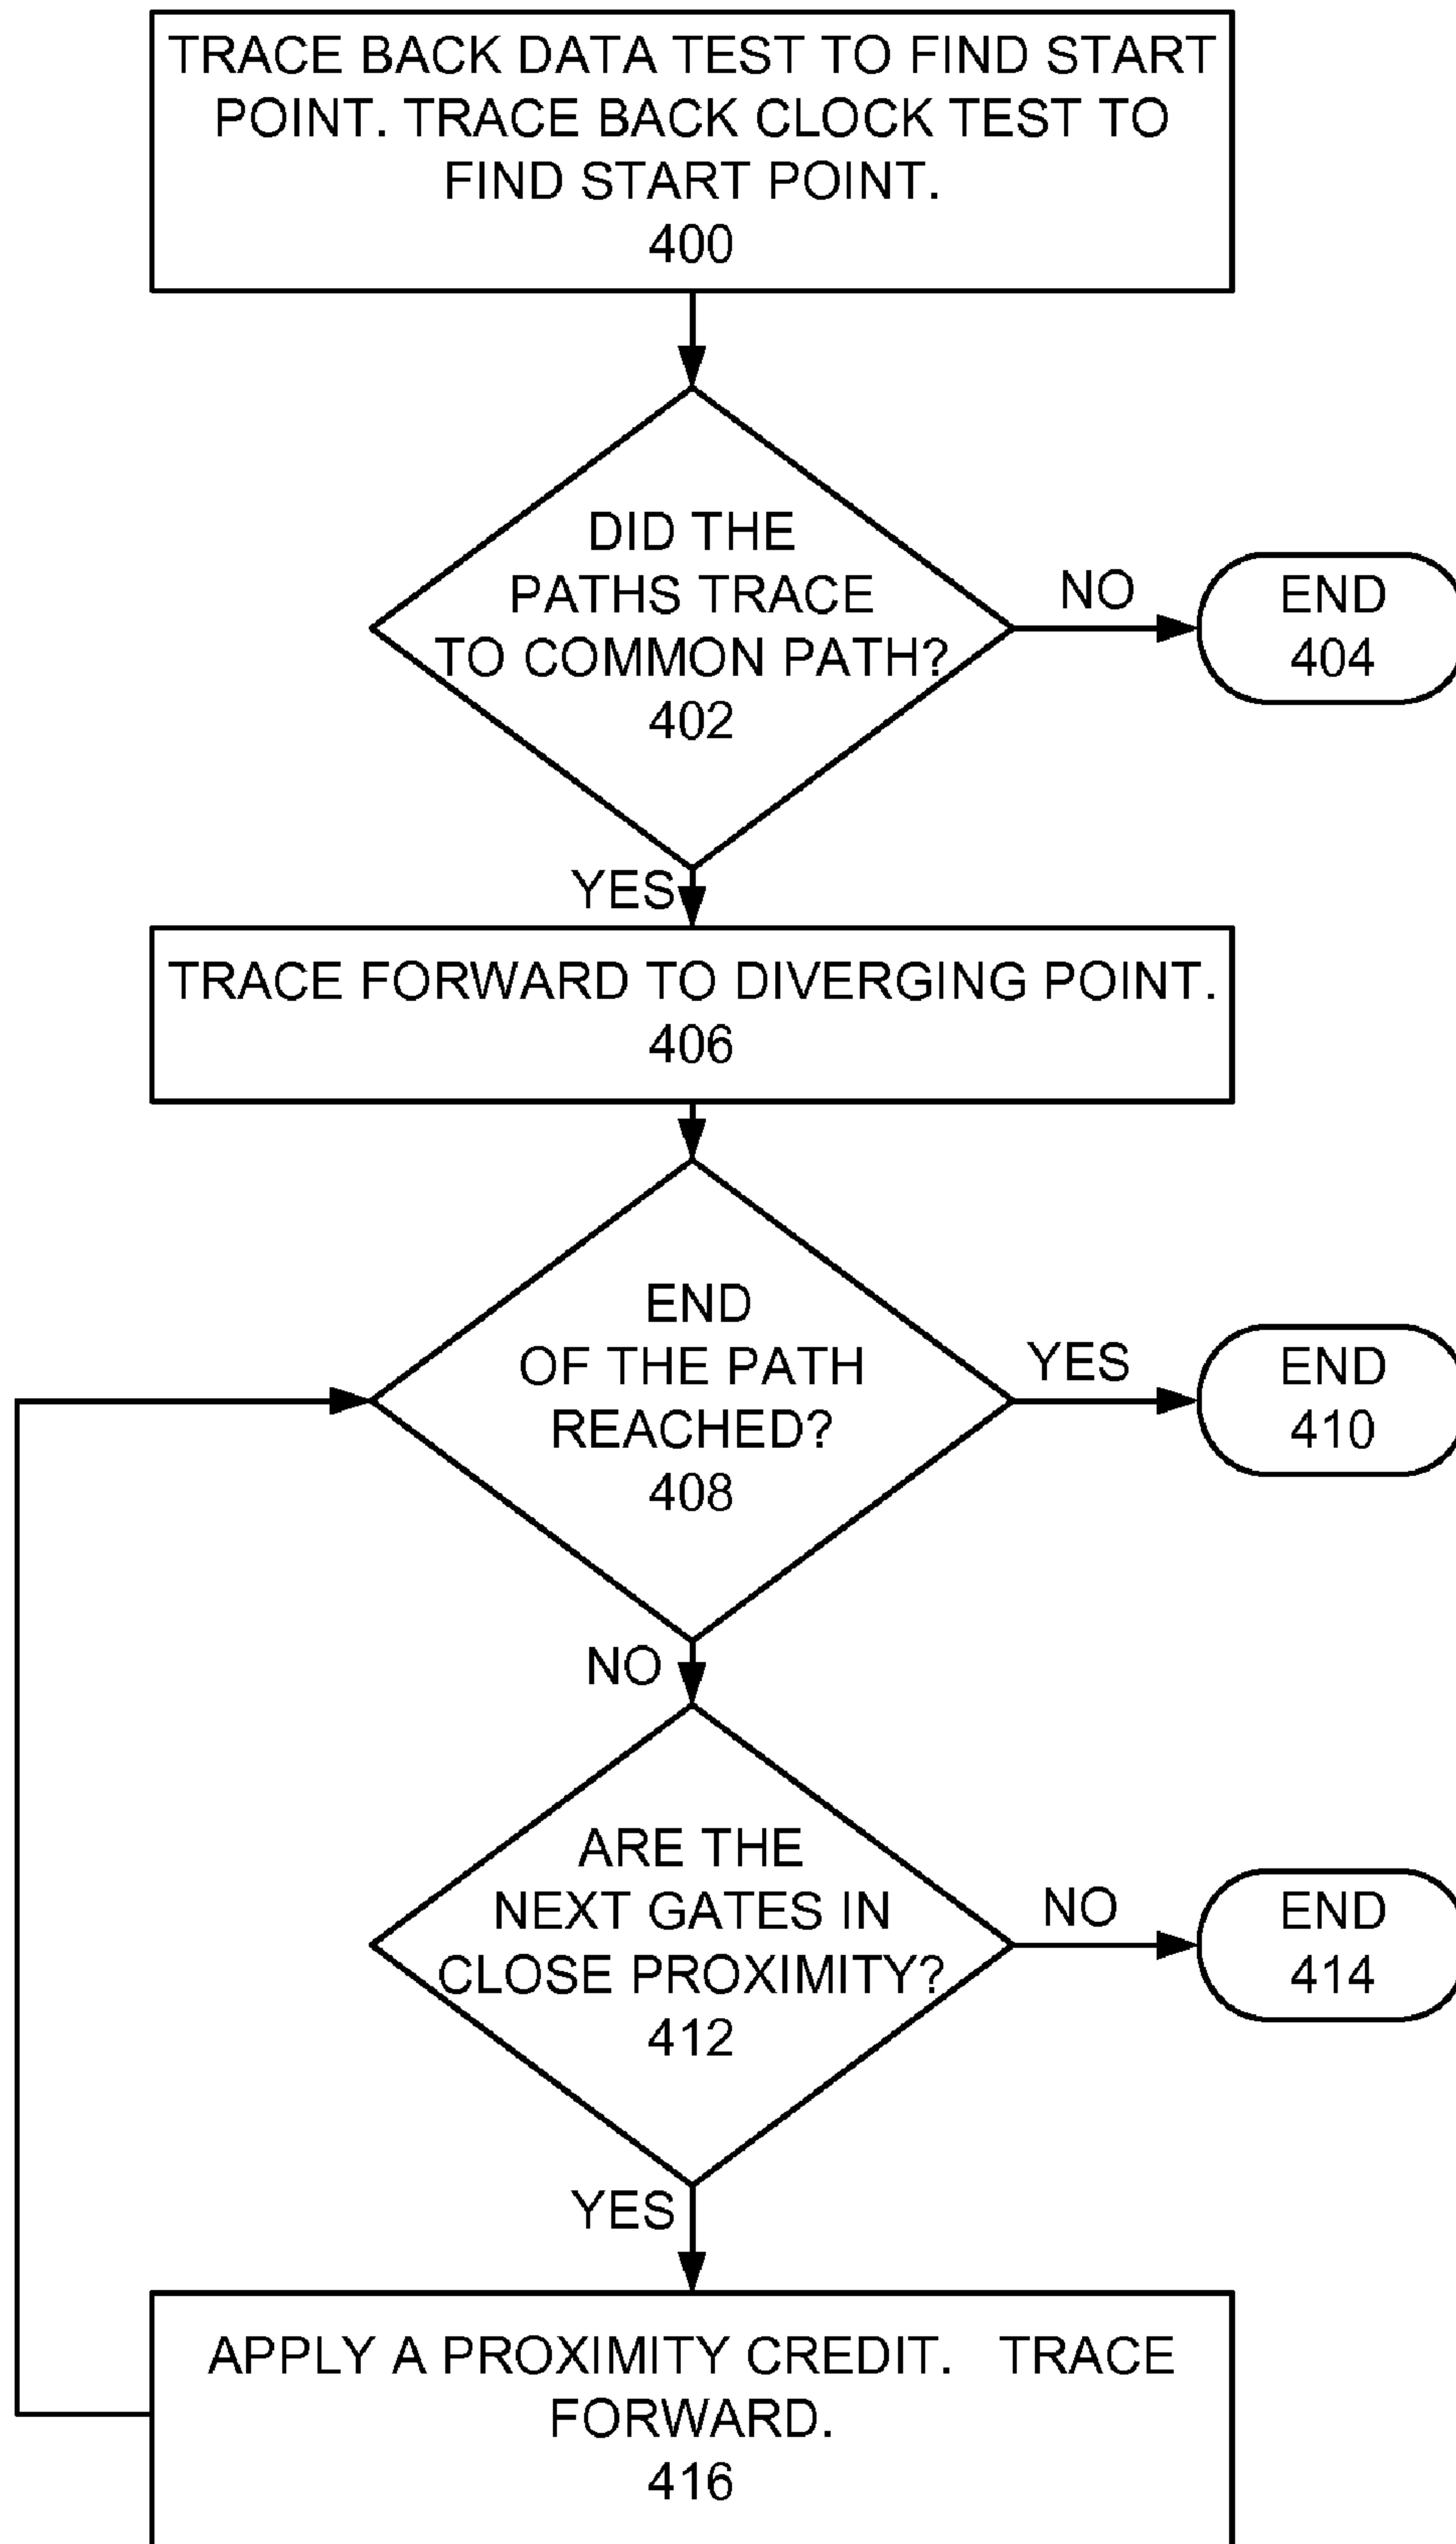 TRACE BACK DATA TEST TO FIND START
POINT. TRACE BACK CLOCK TEST TO
FIND START POINT.
400
DID THE
PATHS TRACE
TO COMMON PATH?
402
NO
END
404
YES
TRACE FORWARD TO DIVERGING POINT.
406
END
OF THE PATH
REACHED?
408
YES
END
410
NO
ARE THE
NEXT GATES IN
CLOSE PROXIMITY?
412
NO
END
414
YES
APPLY A PROXIMITY CREDIT. TRACE
FORWARD.
416